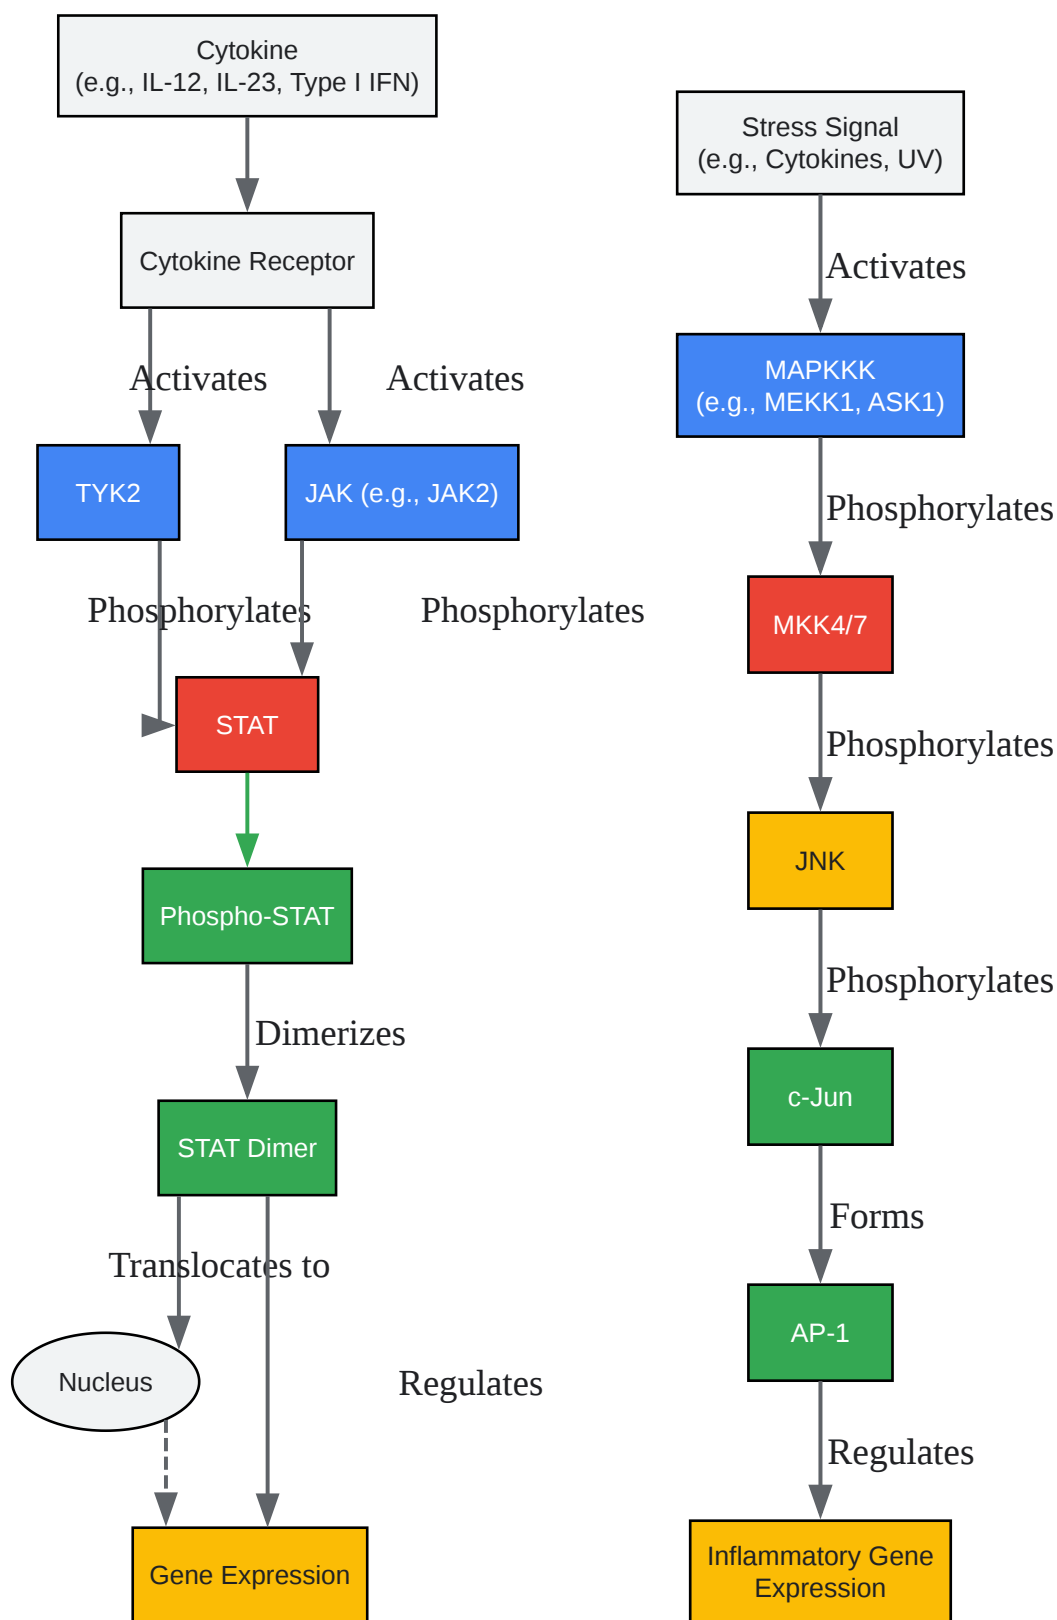 Cytokine
(e.g., IL-12, IL-23, Type I IFN)
Cytokine Receptor
Activates
Activates
TYK2
JAK (e.g., JAK2)
Phosphorylates
Phosphorylates
STAT
Phospho-STAT
Dimerizes
STAT Dimer
Translocates to
Nucleus
Regulates
Gene Expression
Stress Signal
(e.g., Cytokines, UV)
Activates
MAPKKK
(e.g., MEKK1, ASK1)
Phosphorylates
MKK4/7
Phosphorylates
JNK
Phosphorylates
c-Jun
Forms
AP-1
Regulates
Inflammatory Gene
Expression